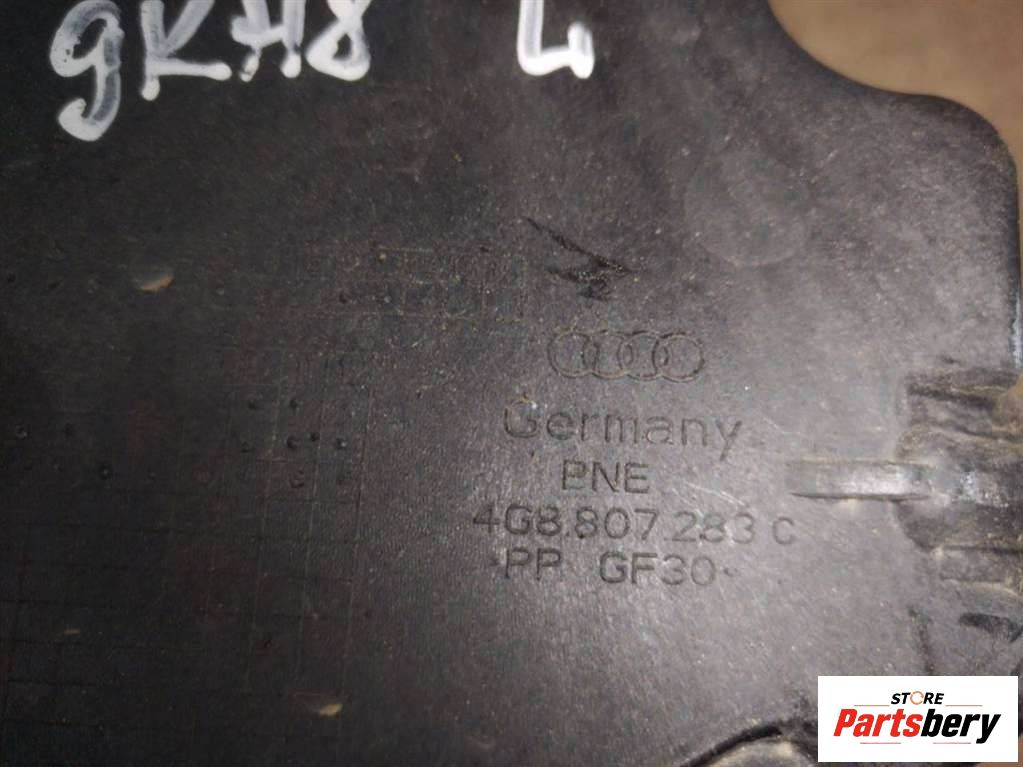 9KH8 L
Germany
PNE
4G8.807.283 C
PP GF30
STORE
Partsbery